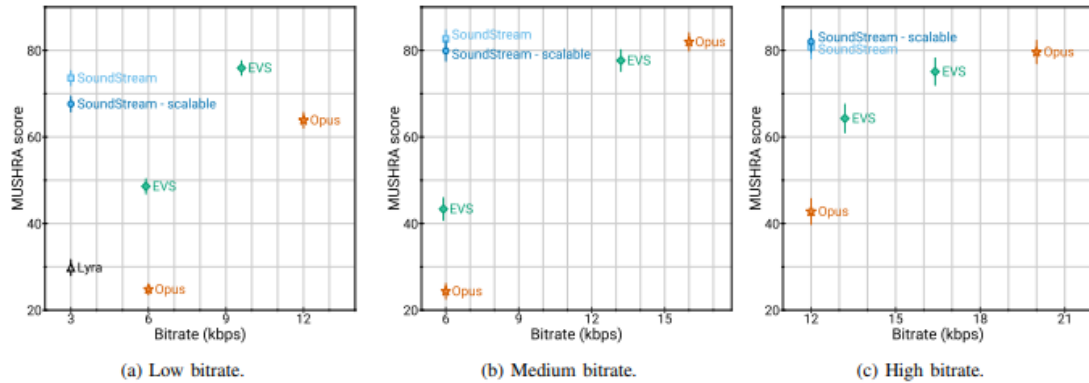 80
60
40
20
MUSHRA score
SoundStream
SoundStream - scalable
EVS
Opus
EVS
Lyra
Opus
3
6
9
12
Bitrate (kbps)
(a) Low bitrate.
80
60
40
20
MUSHRA score
SoundStream
SoundStream - scalable
Opus
EVS
EVS
Opus
6
9
12
15
Bitrate (kbps)
(b) Medium bitrate.
80
60
40
20
MUSHRA score
SoundStream - scalable
SoundStream
Opus
EVS
EVS
Opus
12
15
18
21
Bitrate (kbps)
(c) High bitrate.